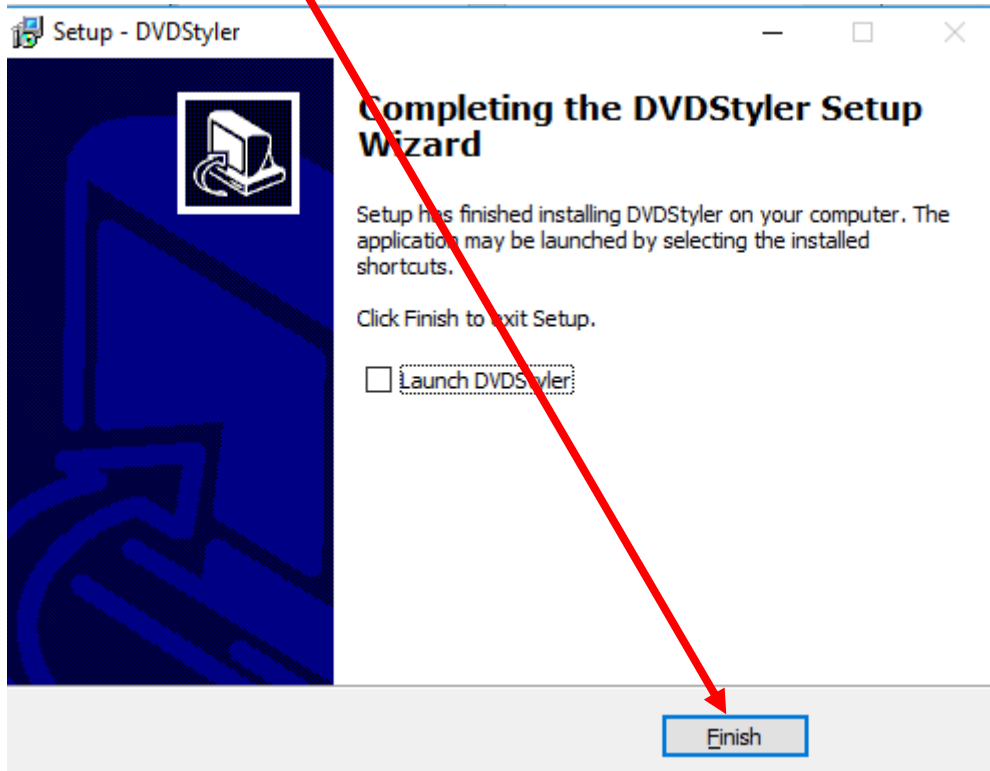 Setup - DVDStyler
Completing the DVDStyler Setup
Wizard
Setup has finished installing DVDStyler on your computer. The
application may be launched by selecting the installed
shortcuts.
Click Finish to exit Setup.
Launch DVDStyler
Finish